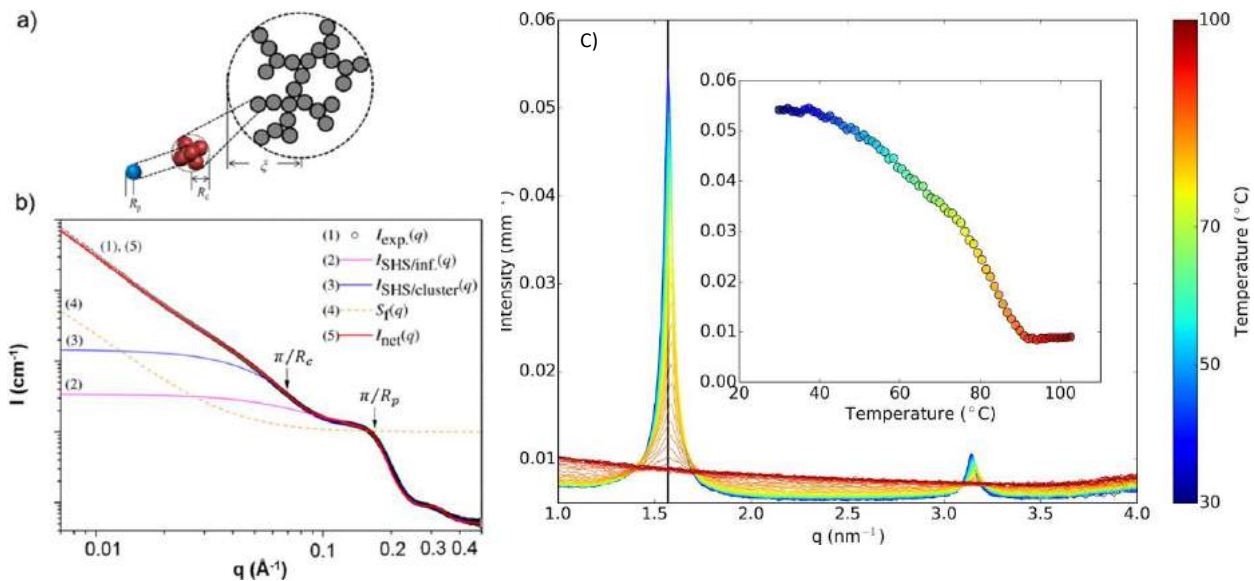 a)
ξ
R_c
R_p
b)
(1) ○ I_exp.(q)
(2) I_SHS/inf.(q)
(3) I_SHS/cluster(q)
(4) S_f(q)
(5) I_net(q)
(1), (5)
(4)
(3)
(2)
π/R_c
π/R_p
I (cm⁻¹)
0.01 0.1 0.3 0.4
q (Å⁻¹)
C)
0.06
0.05
0.04
0.03
0.02
0.01
Intensity (mm⁻¹)
1.0 1.5 2.0 2.5 3.0 3.5 4.0
q (nm⁻¹)
0.06
0.05
0.04
0.03
0.02
0.01
0.00
20 40 60 80 100
Temperature (°C)
100
70
50
30
Temperature (°C)